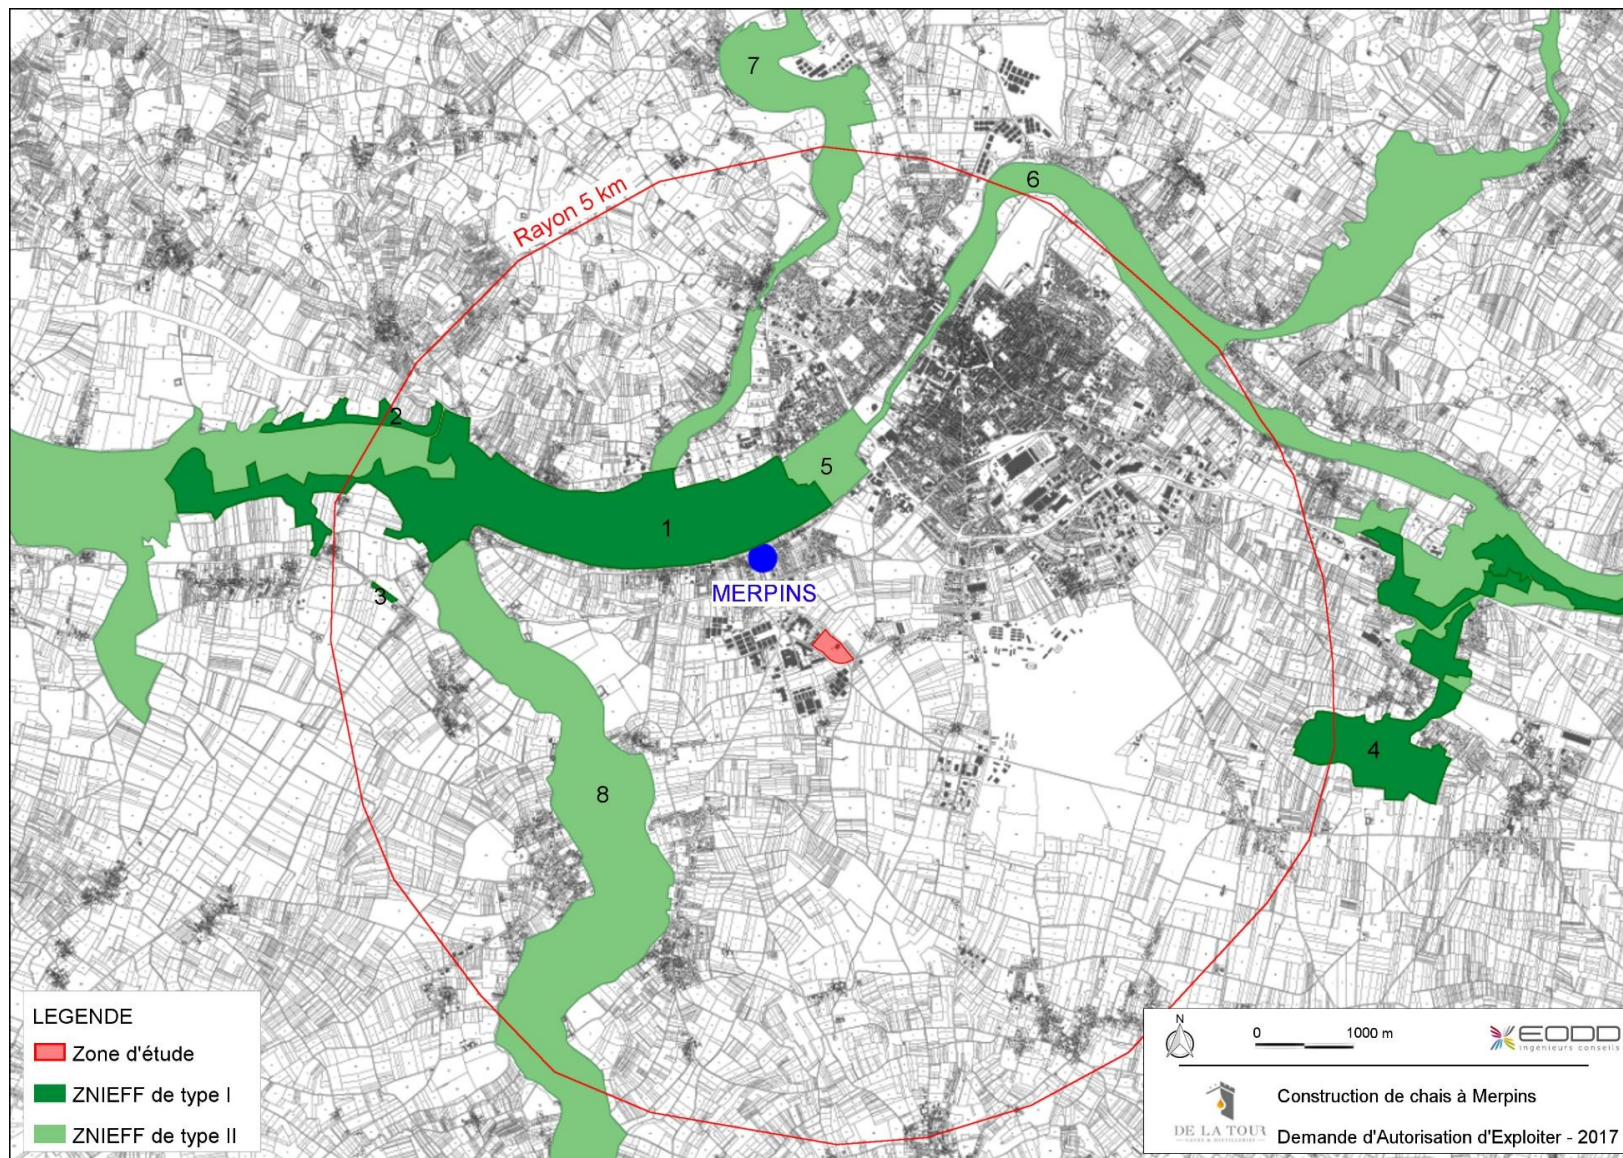 7
6
Rayon 5 km
2
5
1
MERPINS
3
4
8
LEGENDE
Zone d'étude
ZNIEFF de type I
ZNIEFF de type II
N
0 1000 m
EODD
ingénieurs conseils
Construction de chais à Merpins
DE LA TOUR
Demande d'Autorisation d'Exploiter - 2017